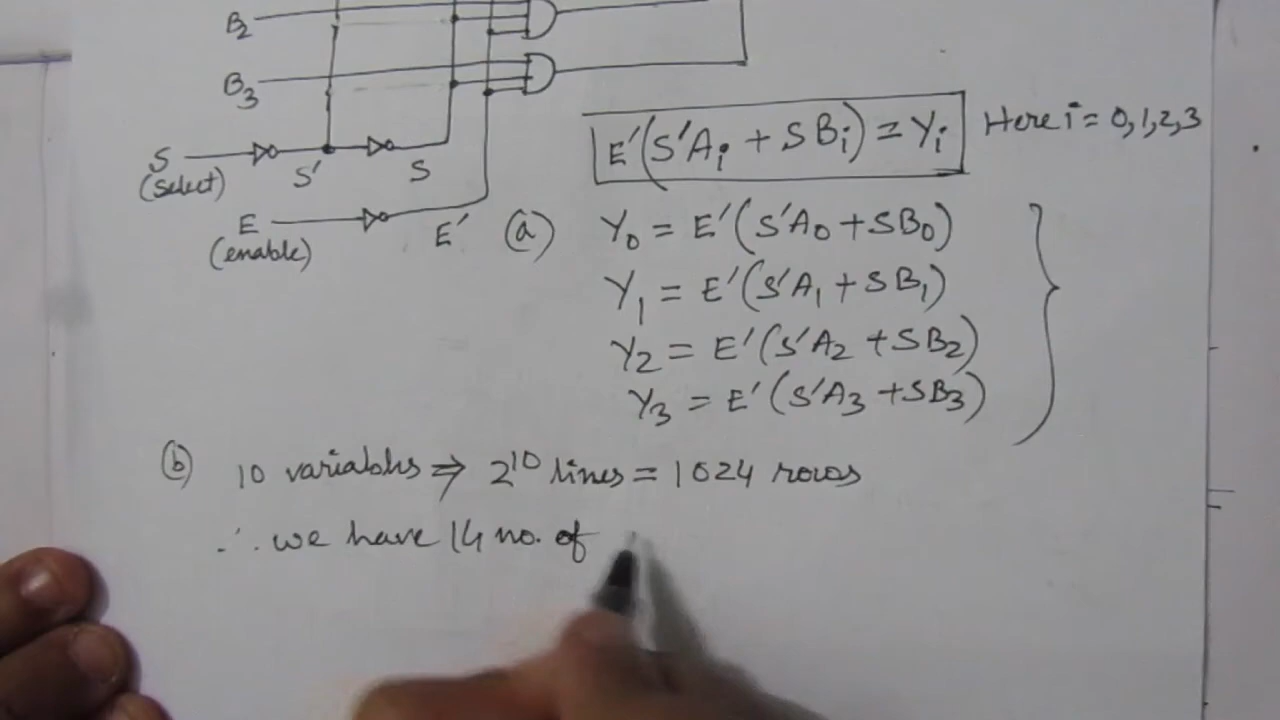 B2
B3
S
(select)
S'
S
E
(enable)
E'
E'(S'Ai + SBi) = Yi Here i = 0, 1, 2, 3
(a) Y0 = E'(S'A0 + SB0)
Y1 = E'(S'A1 + SB1)
Y2 = E'(S'A2 + SB2)
Y3 = E'(S'A3 + SB3)
(b) 10 variables ⇒ 2^10 lines = 1024 rows
∴ we have 14 no. of